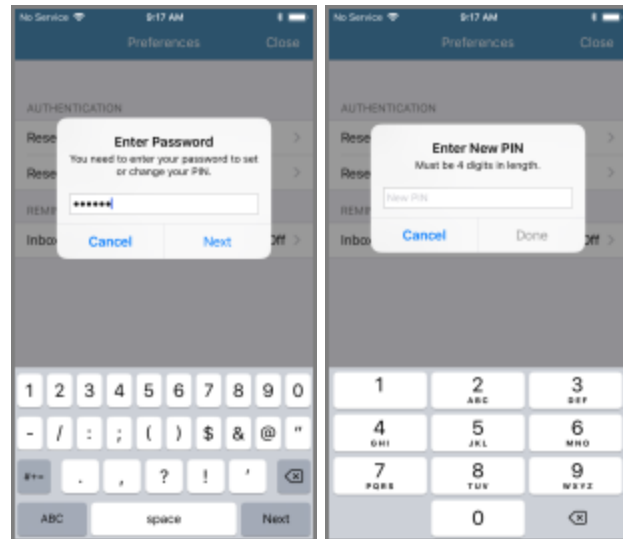 No Service 9:17 AM
Preferences Close
AUTHENTICATION
Rese
Enter Password
You need to enter your password to set
or change your PIN.
Rese
••••••
REMI
Cancel Next
Inbo Off
1 2 3 4 5 6 7 8 9 0
- / : ; ( ) $ & @ "
#+= . , ? ! '
ABC space Next
No Service 9:17 AM
Preferences Close
AUTHENTICATION
Rese
Enter New PIN
Must be 4 digits in length.
Rese
New PIN
REMI
Cancel Done
Inbo Off
1 2 3
ABC DEF
4 5 6
GHI JKL MNO
7 8 9
PQRS TUV WXYZ
0